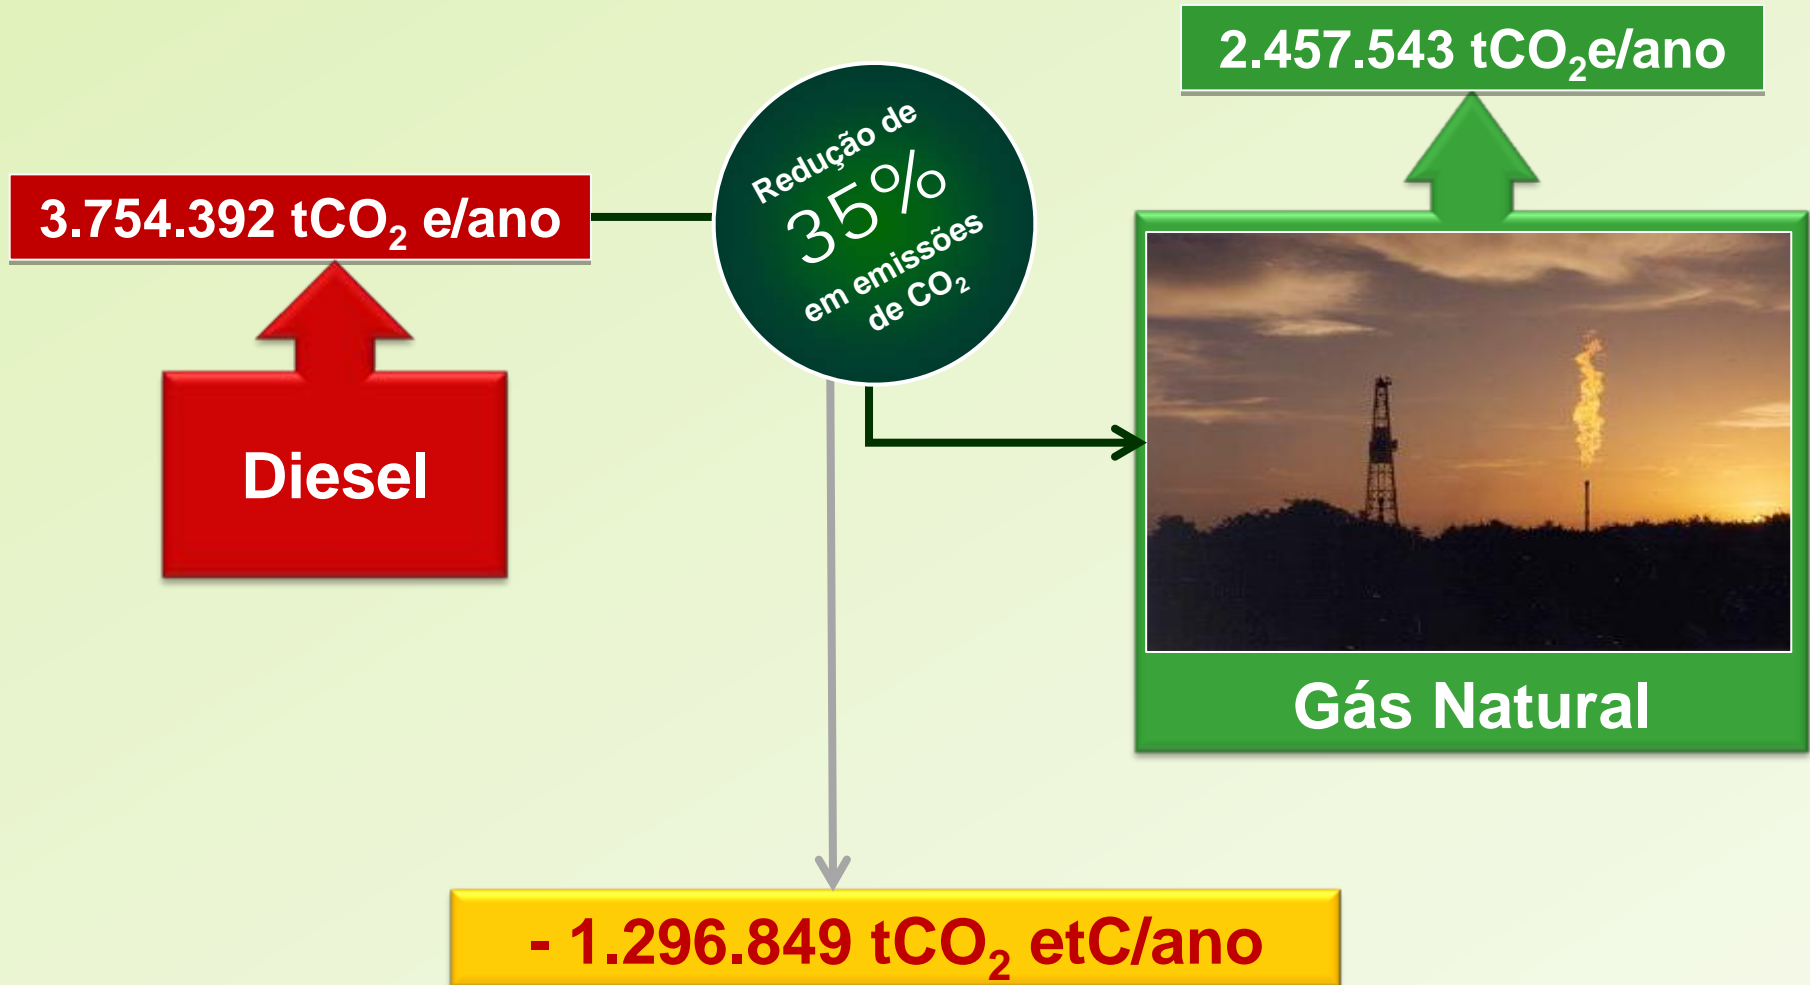 2.457.543 tCO₂e/ano
3.754.392 tCO₂ e/ano
Redução de
35%
em emissões
de CO₂
Diesel
Gás Natural
- 1.296.849 tCO₂ etC/ano